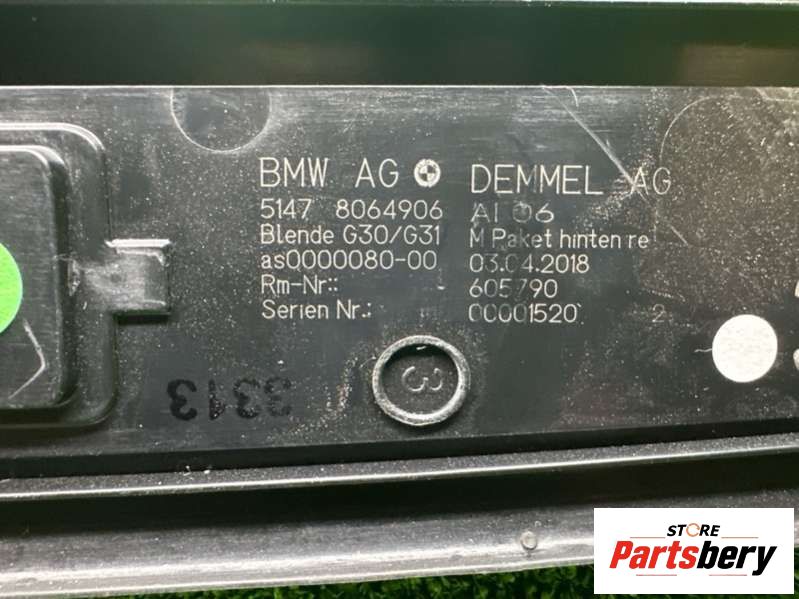 BMW AG DEMMEL AG
5147 8064906 AI 06
Blende G30/G31 M Paket hinten re
as0000080-00 03.04.2018
Rm-Nr:: - 605790
Serien Nr.: 00001520 2
3
3313
STORE
Partsbery